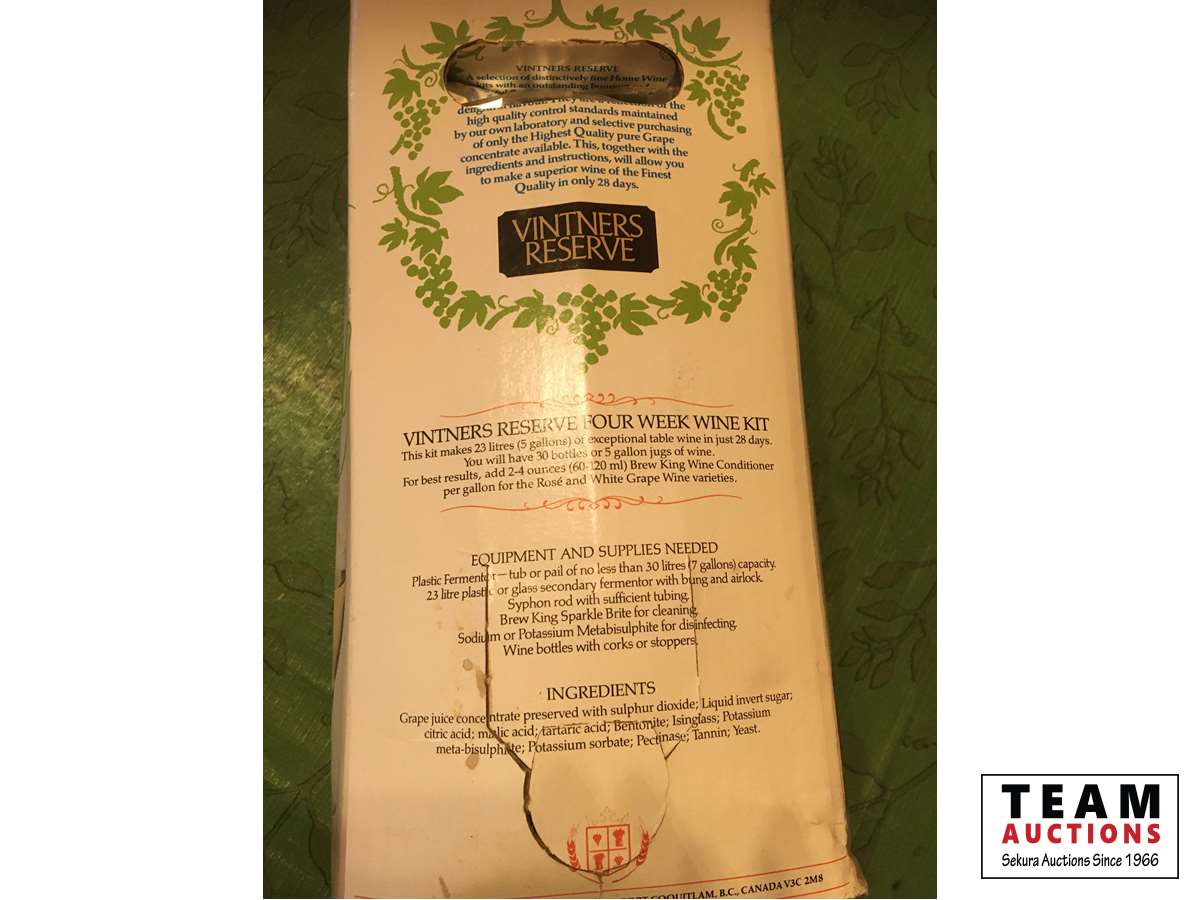 VINTNERS RESERVE
A selection of distinctively fine Home Wine
kits with an outstanding
flavour. They are a of the
high quality control standards maintained
by our own laboratory and selective purchasing
of only the Highest Quality pure Grape
concentrate available. This, together with the
ingredients and instructions, will allow you
to make a superior wine of the Finest
Quality in only 28 days.
VINTNERS
RESERVE
VINTNERS RESERVE FOUR WEEK WINE KIT
This kit makes 23 litres (5 gallons) of exceptional table wine in just 28 days.
You will have 30 bottles or 5 gallon jugs of wine.
For best results, add 2-4 ounces (60-120 ml) Brew King Wine Conditioner
per gallon for the Rosé and White Grape Wine varieties.
EQUIPMENT AND SUPPLIES NEEDED
Plastic Fermentor — tub or pail of no less than 30 litres (7 gallons) capacity.
23 litre plastic or glass secondary fermentor with bung and airlock.
Syphon rod with sufficient tubing.
Brew King Sparkle Brite for cleaning.
Sodium or Potassium Metabisulphite for disinfecting.
Wine bottles with corks or stoppers.
INGREDIENTS
Grape juice concentrate preserved with sulphur dioxide; Liquid invert sugar;
citric acid; malic acid; tartaric acid; Bentonite; Isinglass; Potassium
meta-bisulphite; Potassium sorbate; Pectinase; Tannin; Yeast.
COQUITLAM, B.C., CANADA V3C 2M8
TEAM
AUCTIONS
Sekura Auctions Since 1966